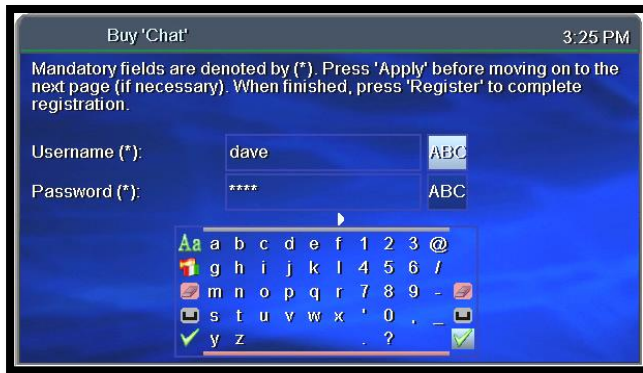 Buy 'Chat' 3:25 PM
Mandatory fields are denoted by (*). Press 'Apply' before moving on to the
next page (if necessary). When finished, press 'Register' to complete
registration.
Username (*): dave ABC
Password (*): **** ABC
Aa a b c d e f 1 2 3 @
g h i j k l 4 5 6 /
m n o p q r 7 8 9 -
s t u v w x ' 0 , _
y z . ?